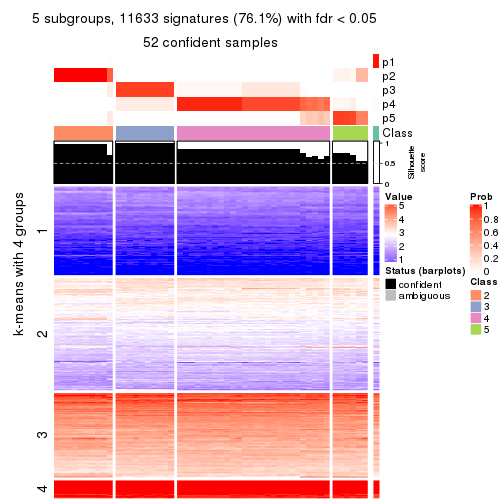 5 subgroups, 11633 signatures (76.1%) with fdr < 0.05
52 confident samples
p1
p2
p3
p4
p5
Class
1
0.5
0
Silhouette
score
k-means with 4 groups
1
2
3
4
Value
5
4
3
2
1
Status (barplots)
confident
ambiguous
Prob
1
0.8
0.6
0.4
0.2
0
Class
2
3
4
5